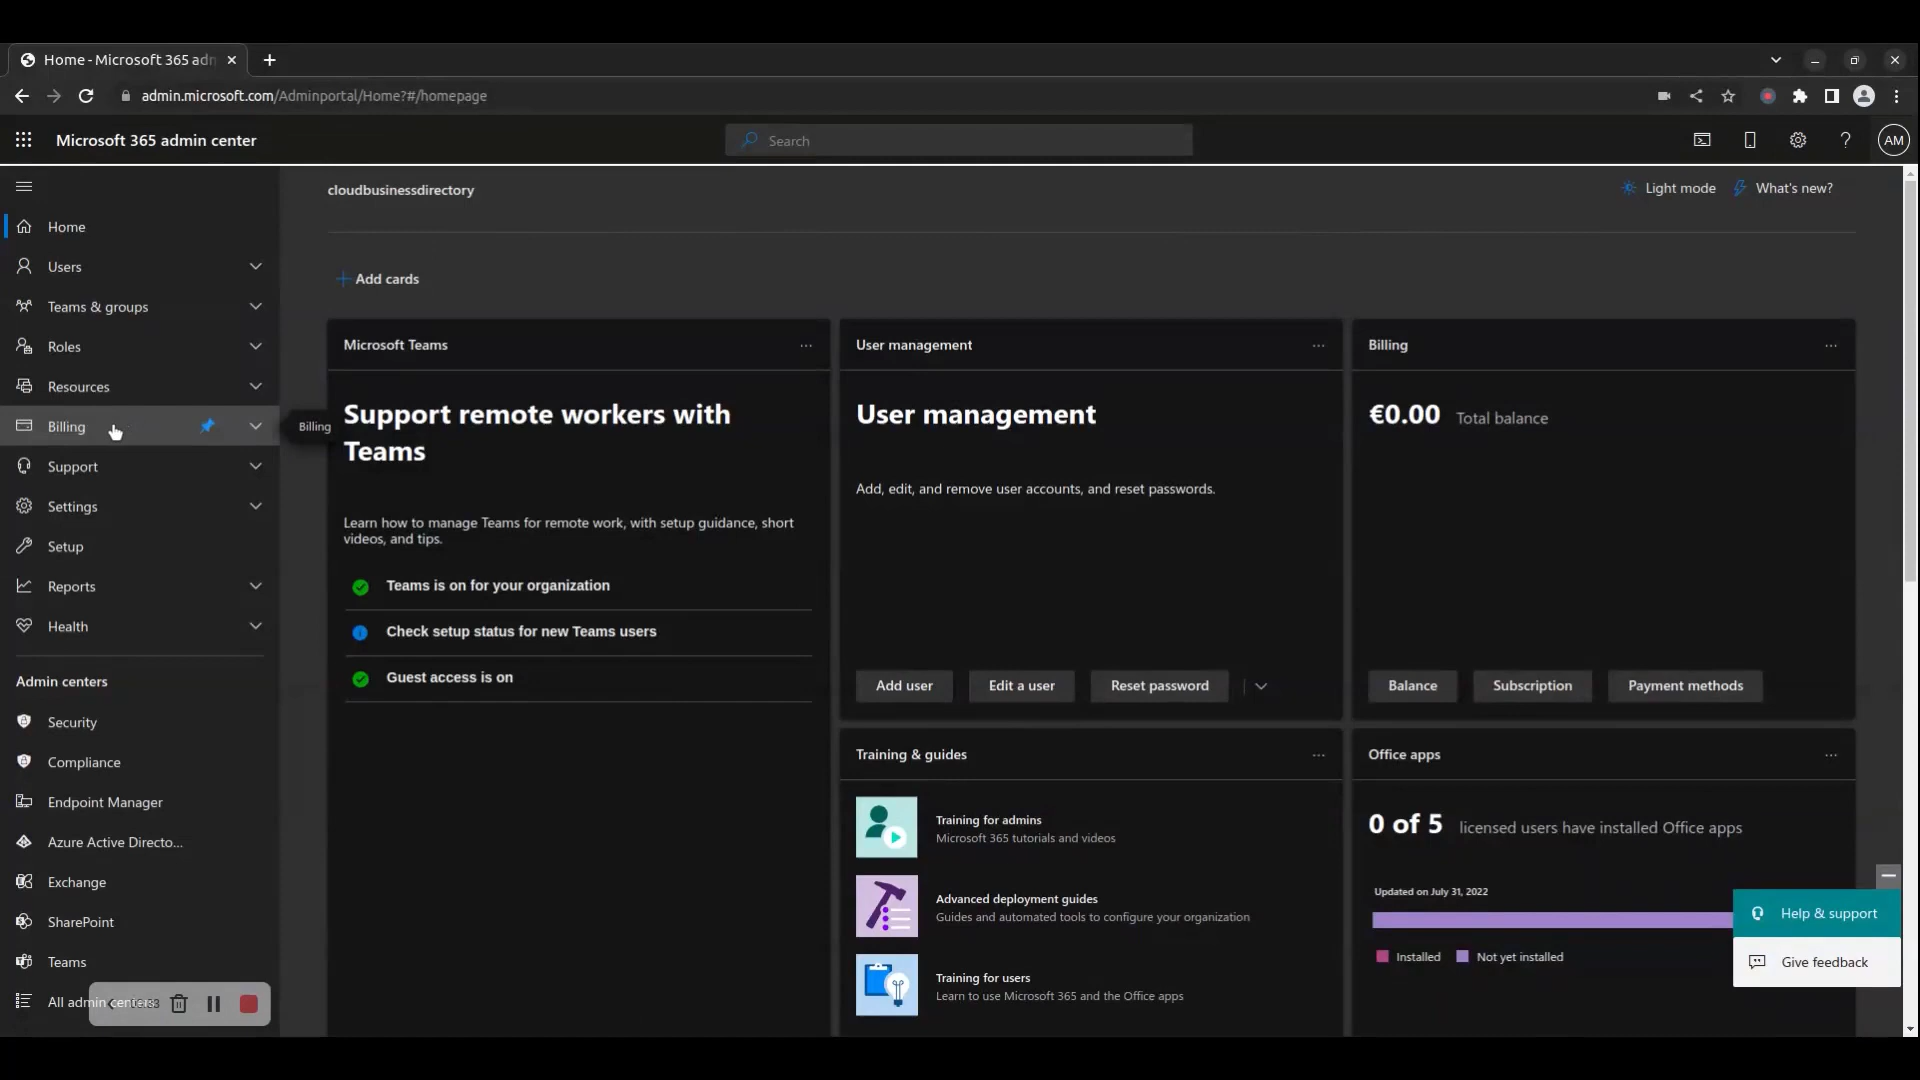 Home - Microsoft 365 adm
admin.microsoft.com/Adminportal/Home?#/homepage
Microsoft 365 admin center
Search
AM
Home
Users
Teams & groups
Roles
Resources
Billing
Support
Settings
Setup
Reports
Health
Admin centers
Security
Compliance
Endpoint Manager
Azure Active Directo...
Exchange
SharePoint
Teams
All admin centers
Billing
cloudbusinessdirectory
Light mode
What's new?
Add cards
Microsoft Teams
Support remote workers with
Teams
Learn how to manage Teams for remote work, with setup guidance, short
videos, and tips.
Teams is on for your organization
Check setup status for new Teams users
Guest access is on
User management
User management
Add, edit, and remove user accounts, and reset passwords.
Add user
Edit a user
Reset password
Billing
€0.00 Total balance
Balance
Subscription
Payment methods
Training & guides
Training for admins
Microsoft 365 tutorials and videos
Advanced deployment guides
Guides and automated tools to configure your organization
Training for users
Learn to use Microsoft 365 and the Office apps
Office apps
0 of 5 licensed users have installed Office apps
Updated on July 31, 2022
Installed
Not yet installed
Help & support
Give feedback